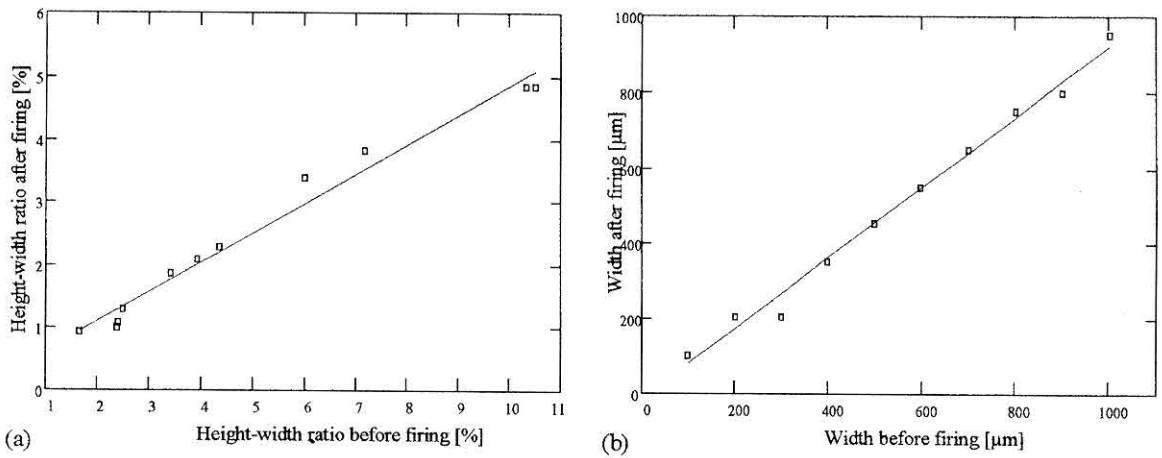 6
5
4
3
2
1
0
Height-width ratio after firing [%]
1 2 3 4 5 6 7 8 9 10 11
(a) Height-width ratio before firing [%]
1000
800
600
400
200
0
Width after firing [µm]
0 200 400 600 800 1000
(b) Width before firing [µm]